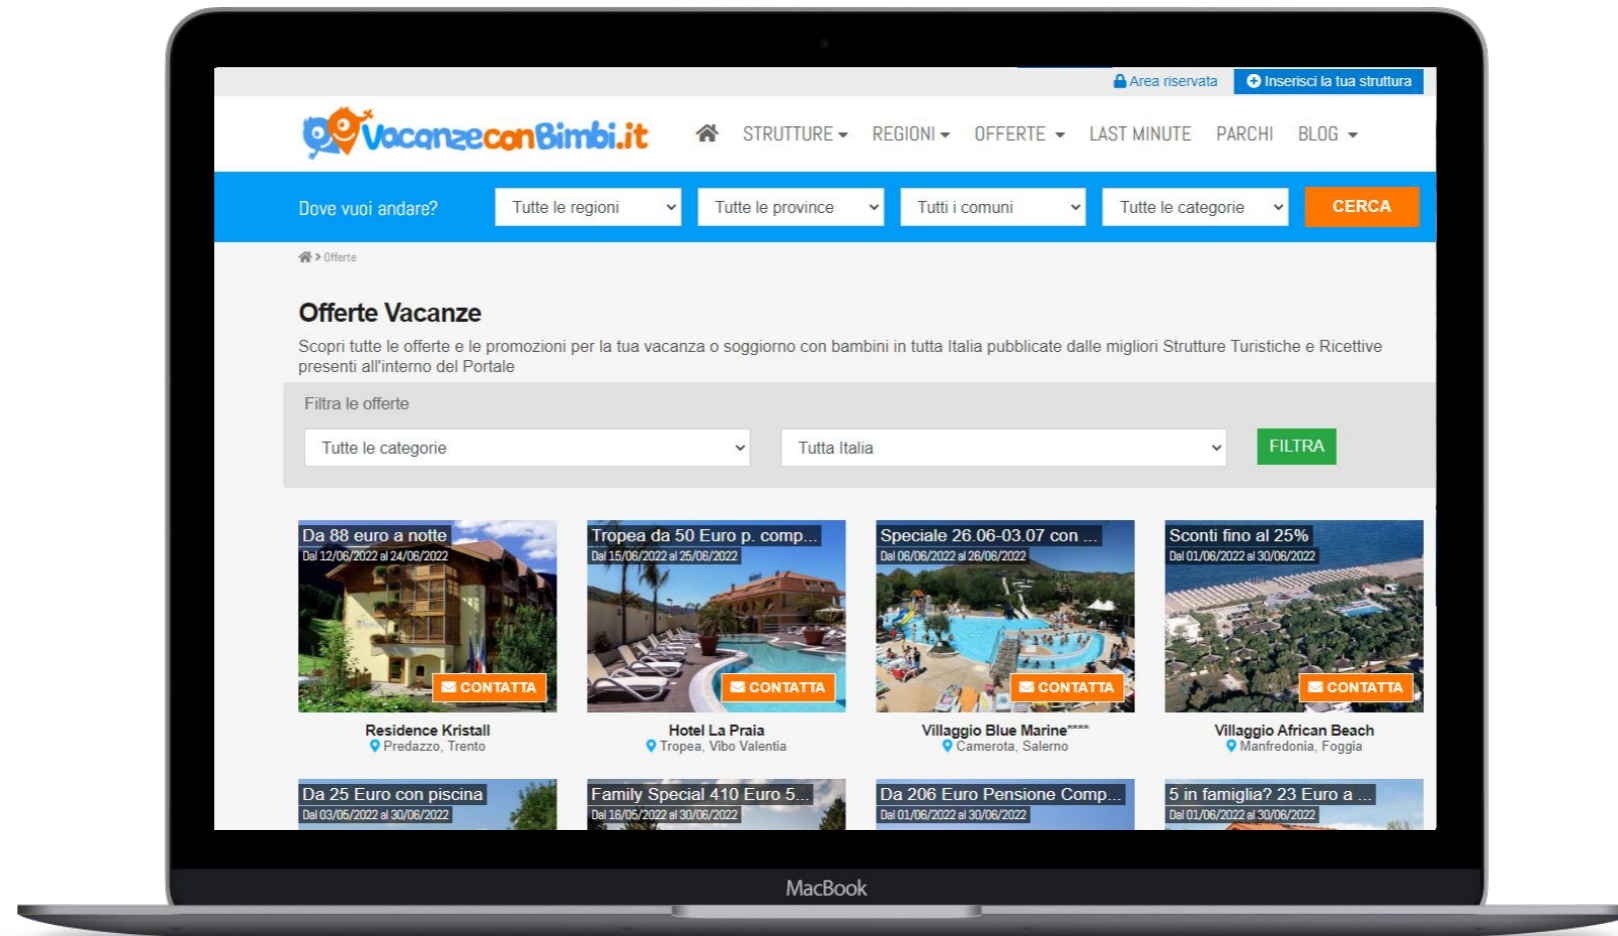 Area riservata
Inserisci la tua struttura
VacanzeconBimbi.it
STRUTTURE
REGIONI
OFFERTE
LAST MINUTE
PARCHI
BLOG
Dove vuoi andare?
Tutte le regioni
Tutte le province
Tutti i comuni
Tutte le categorie
CERCA
> Offerte
Offerte Vacanze
Scopri tutte le offerte e le promozioni per la tua vacanza o soggiorno con bambini in tutta Italia pubblicate dalle migliori Strutture Turistiche e Ricettive
presenti all'interno del Portale
Filtra le offerte
Tutte le categorie
Tutta Italia
FILTRA
Da 88 euro a notte
Dal 12/06/2022 al 24/06/2022
CONTATTA
Residence Kristall
Predazzo, Trento
Tropea da 50 Euro p. comp...
Dal 15/06/2022 al 25/06/2022
CONTATTA
Hotel La Praia
Tropea, Vibo Valentia
Speciale 26.06-03.07 con ...
Dal 06/06/2022 al 26/06/2022
CONTATTA
Villaggio Blue Marine****
Camerota, Salerno
Sconti fino al 25%
Dal 01/06/2022 al 30/06/2022
CONTATTA
Villaggio African Beach
Manfredonia, Foggia
Da 25 Euro con piscina
Dal 03/05/2022 al 30/06/2022
Family Special 410 Euro 5...
Dal 16/05/2022 al 30/06/2022
Da 206 Euro Pensione Comp...
Dal 01/06/2022 al 30/06/2022
5 in famiglia? 23 Euro a ...
Dal 01/06/2022 al 30/06/2022
MacBook